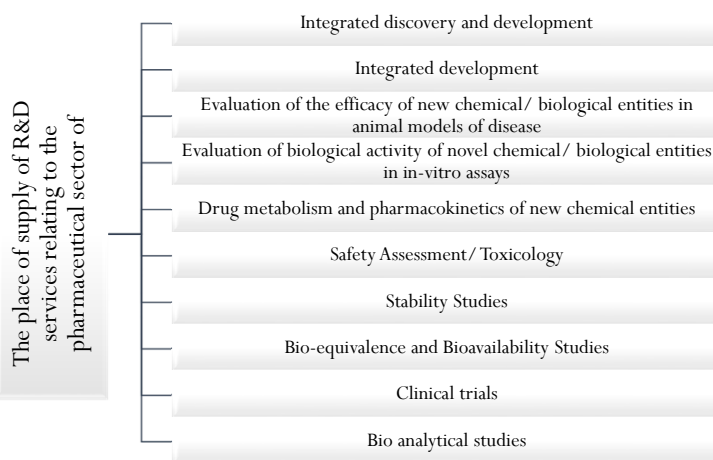 The place of supply of R&D
services relating to the
pharmaceutical sector of
Integrated discovery and development
Integrated development
Evaluation of the efficacy of new chemical/ biological entities in
animal models of disease
Evaluation of biological activity of novel chemical/ biological entities
in in-vitro assays
Drug metabolism and pharmacokinetics of new chemical entities
Safety Assessment/ Toxicology
Stability Studies
Bio-equivalence and Bioavailability Studies
Clinical trials
Bio analytical studies